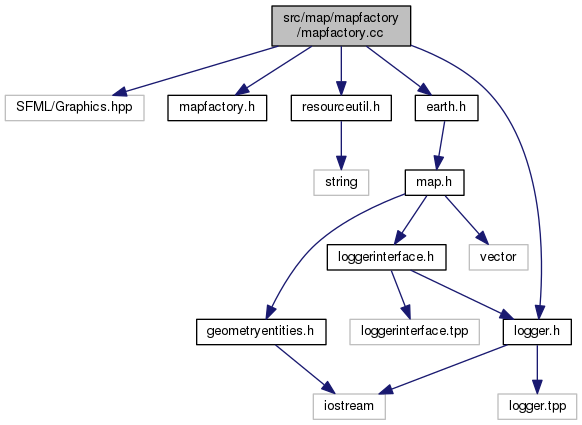 src/map/mapfactory
/mapfactory.cc
SFML/Graphics.hpp
mapfactory.h
resourceutil.h
earth.h
string
map.h
loggerinterface.h
vector
geometryentities.h
loggerinterface.tpp
logger.h
iostream
logger.tpp